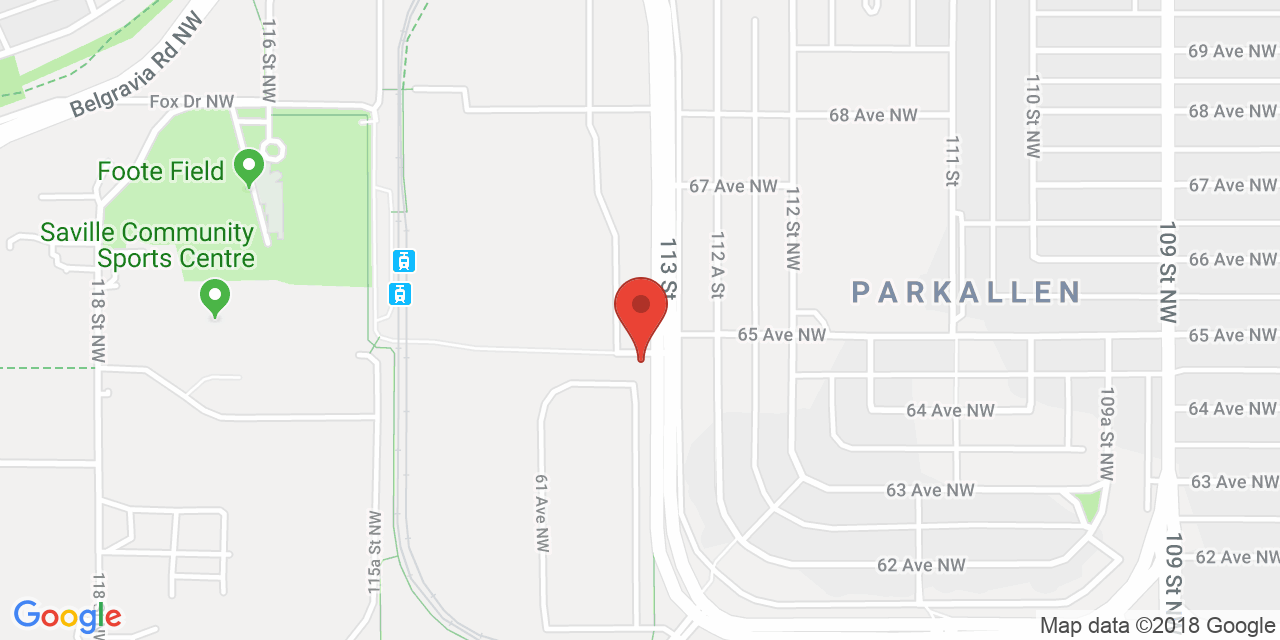 116 St NW
Belgravia Rd NW
Fox Dr NW
69 Ave NW
110 St NW
68 Ave NW
68 Ave NW
Foote Field
111 St
67 Ave NW
67 Ave NW
112 St NW
Saville Community
Sports Centre
113 St
112 A St
109 St NW
66 Ave NW
118 St NW
PARKALLEN
65 Ave NW
65 Ave NW
64 Ave NW
64 Ave NW
109a St NW
61 Ave NW
63 Ave NW
63 Ave NW
115a St NW
62 Ave NW
62 Ave NW
109 St N
118
Google
Map data ©2018 Google